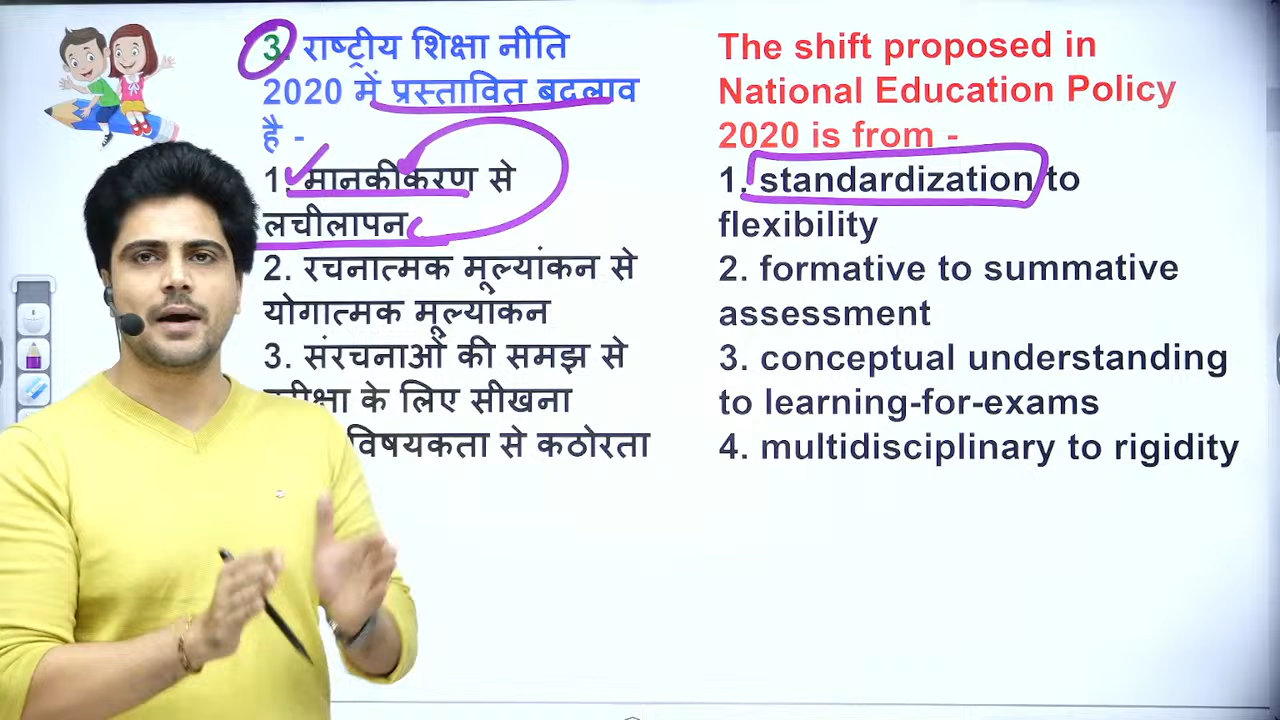 3. राष्ट्रीय शिक्षा नीति
2020 में प्रस्तावित बदलाव
है -
1. मानकीकरण से
लचीलापन
2. रचनात्मक मूल्यांकन से
योगात्मक मूल्यांकन
3. संरचनाओं की समझ से
के लिए सीखना
से कठोरता
The shift proposed in
National Education Policy
2020 is from -
1. standardization to
flexibility
2. formative to summative
assessment
3. conceptual understanding
to learning-for-exams
4. multidisciplinary to rigidity